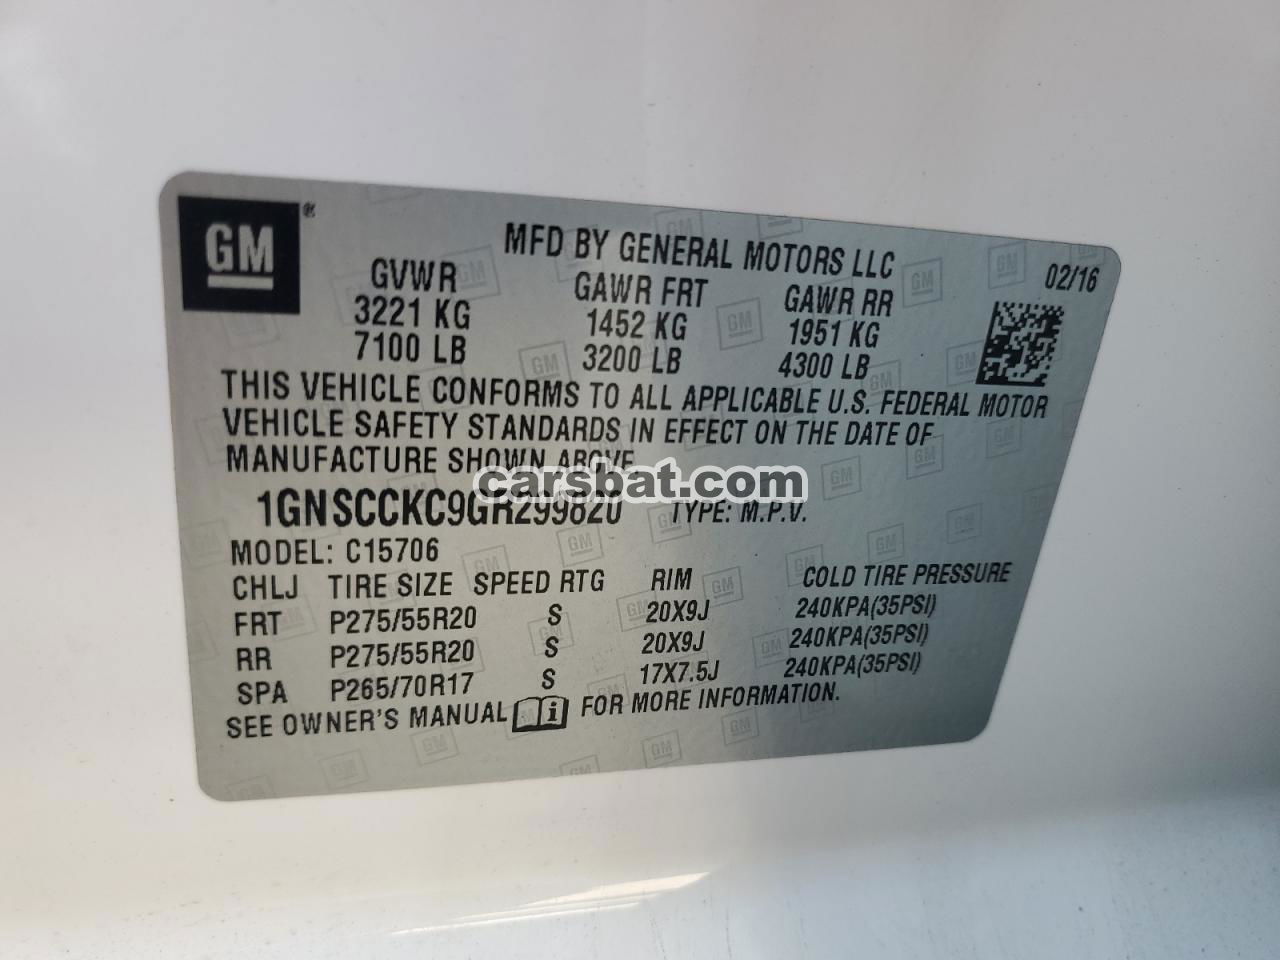 GM ®
MFD BY GENERAL MOTORS LLC
02/16
GVWR GAWR FRT GAWR RR
3221 KG 1452 KG 1951 KG
7100 LB 3200 LB 4300 LB
THIS VEHICLE CONFORMS TO ALL APPLICABLE U.S. FEDERAL MOTOR
VEHICLE SAFETY STANDARDS IN EFFECT ON THE DATE OF
MANUFACTURE SHOWN ABOVE
carsbat.com
1GNSCCKC9GR299820 TYPE: M.P.V.
MODEL: C15706
CHLJ TIRE SIZE SPEED RTG RIM COLD TIRE PRESSURE
FRT P275/55R20 S 20X9J 240KPA(35PSI)
RR P275/55R20 S 20X9J 240KPA(35PSI)
SPA P265/70R17 S 17X7.5J 240KPA(35PSI)
SEE OWNER'S MANUAL i FOR MORE INFORMATION.